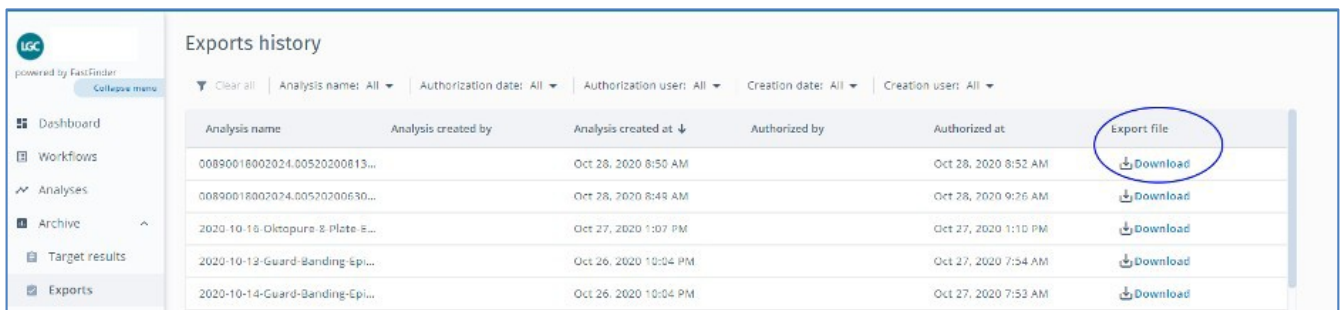 LGC
powered by FastFinder
Collapse menu
Dashboard
Workflows
Analyses
Archive
Target results
Exports
Exports history
Clear all Analysis name: All Authorization date: All Authorization user: All Creation date: All Creation user: All
Analysis name Analysis created by Analysis created at ↓ Authorized by Authorized at Export file
00890018002024.00520200813... Oct 28, 2020 8:50 AM Oct 28, 2020 8:52 AM Download
00890018002024.00520200630... Oct 28, 2020 8:49 AM Oct 28, 2020 9:26 AM Download
2020-10-16-Oktopure-8-Plate-E... Oct 27, 2020 1:07 PM Oct 27, 2020 1:10 PM Download
2020-10-13-Guard-Banding-Epi... Oct 26, 2020 10:04 PM Oct 27, 2020 7:54 AM Download
2020-10-14-Guard-Banding-Epi... Oct 26, 2020 10:04 PM Oct 27, 2020 7:53 AM Download